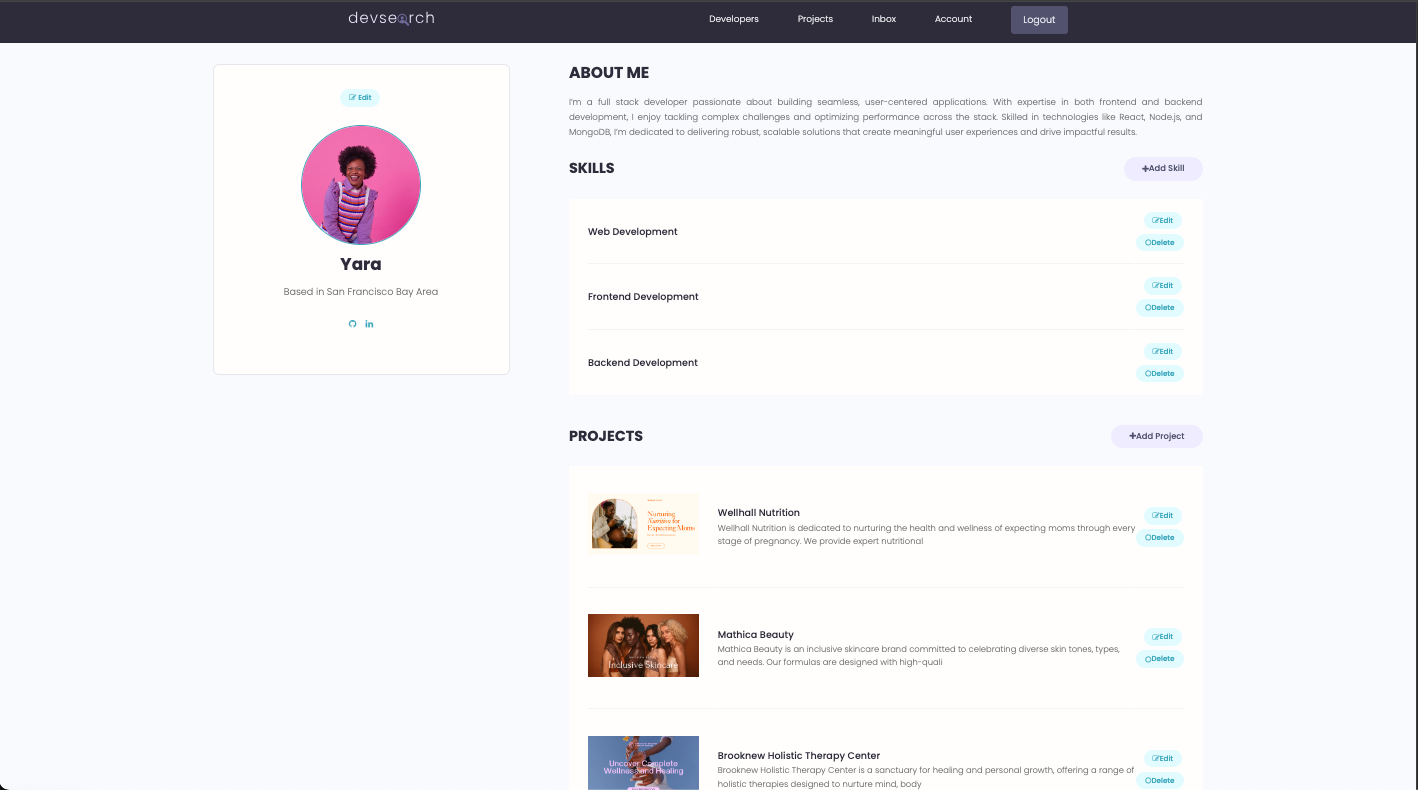 devsearch
Developers Projects Inbox Account Logout
Edit
Yara
Based in San Francisco Bay Area
in
ABOUT ME
I'm a full stack developer passionate about building seamless, user-centered applications. With expertise in both frontend and backend
development, I enjoy tackling complex challenges and optimizing performance across the stack. Skilled in technologies like React, Node.js, and
MongoDB, I'm dedicated to delivering robust, scalable solutions that create meaningful user experiences and drive impactful results.
SKILLS
+Add Skill
Web Development
Edit
Delete
Frontend Development
Edit
Delete
Backend Development
Edit
Delete
PROJECTS
+Add Project
Nurturing
Nutrition for
Expecting Moms
Wellhall Nutrition
Wellhall Nutrition is dedicated to nurturing the health and wellness of expecting moms through every
stage of pregnancy. We provide expert nutritional
Edit
Delete
Inclusive Skincare
Mathica Beauty
Mathica Beauty is an inclusive skincare brand committed to celebrating diverse skin tones, types,
and needs. Our formulas are designed with high-quali
Edit
Delete
Uncover Complete
Wellness and Healing
Brooknew Holistic Therapy Center
Brooknew Holistic Therapy Center is a sanctuary for healing and personal growth, offering a range of
holistic therapies designed to nurture mind, body
Edit
Delete